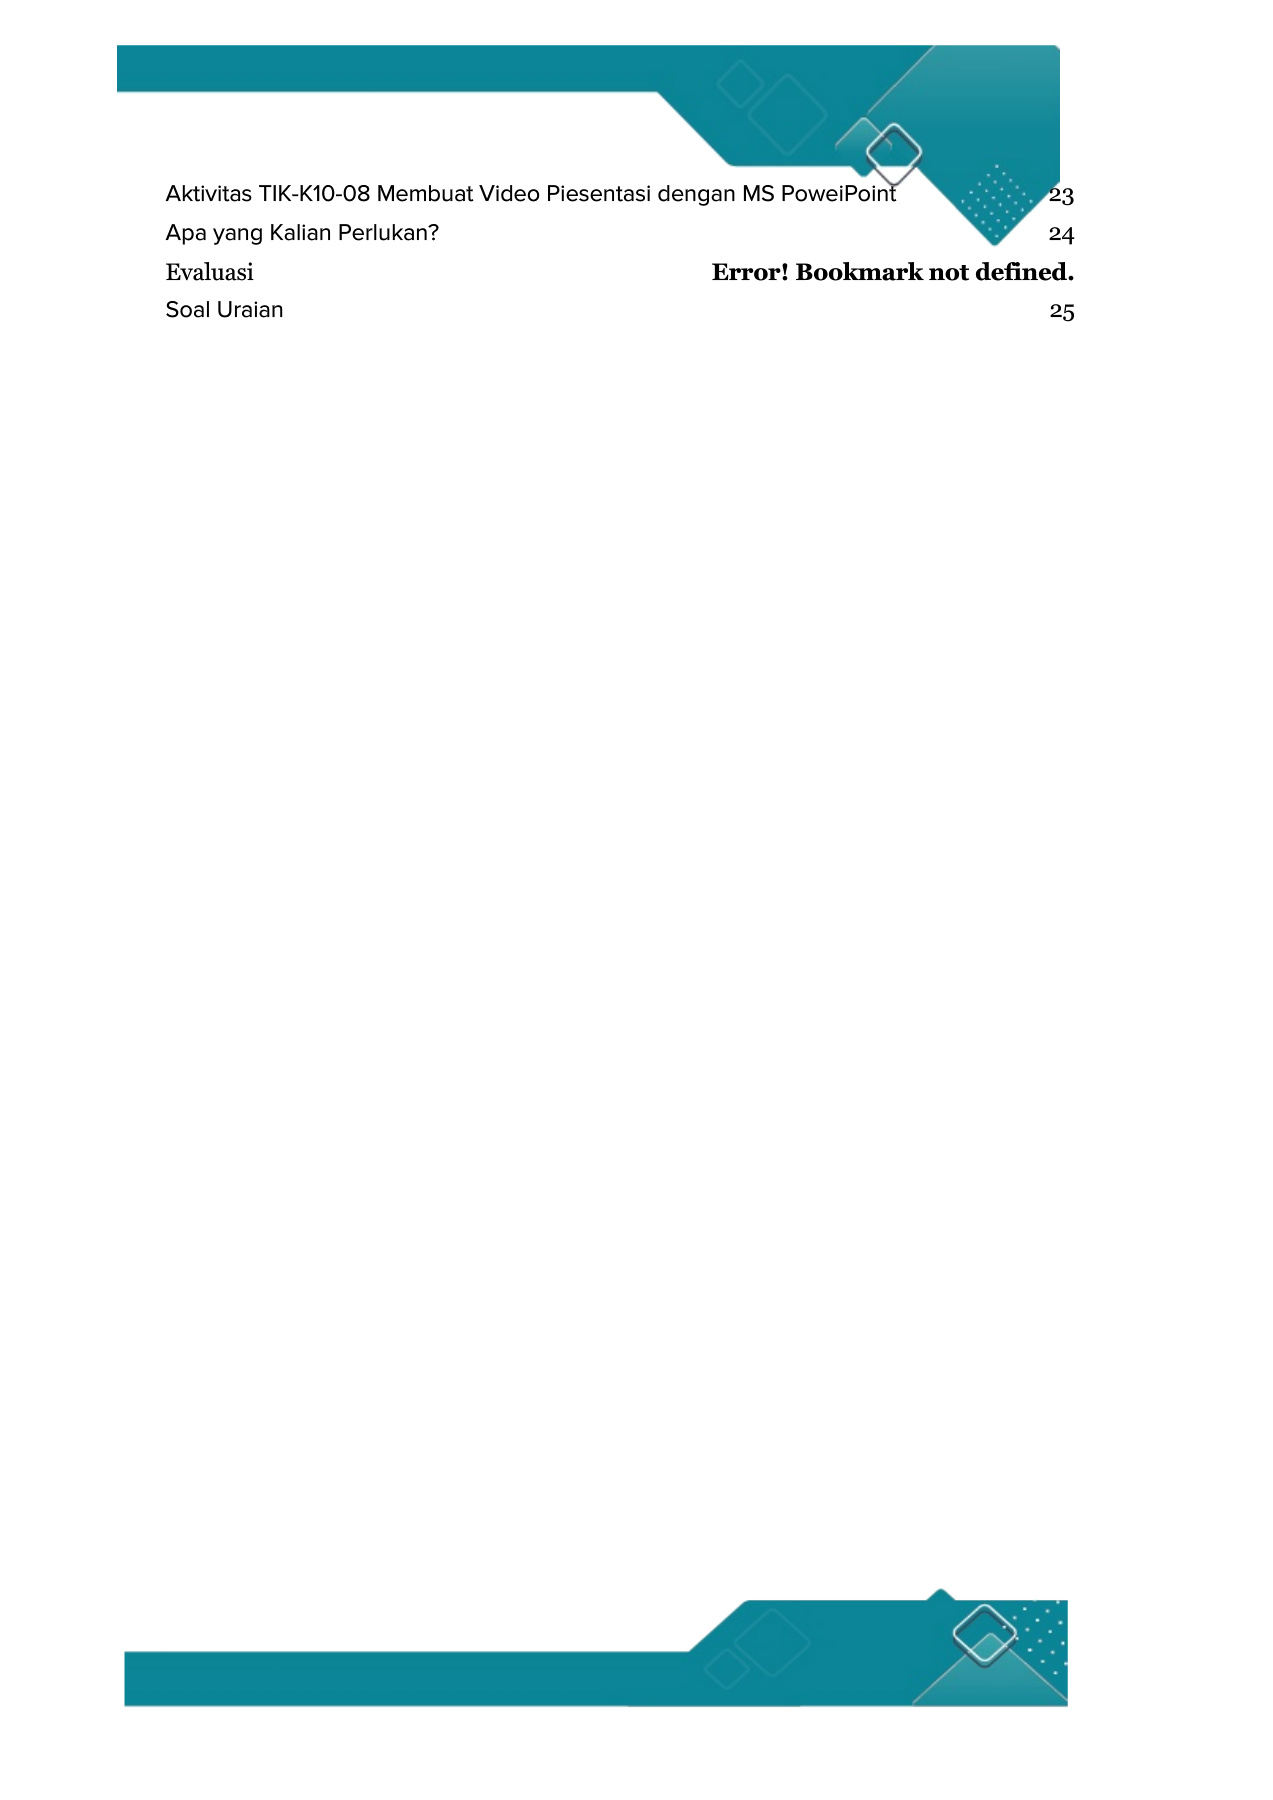 Aktivitas TIK-K10-08 Membuat Video Piesentasi dengan MS PoweiPoint 23
Apa yang Kalian Perlukan? 24
Evaluasi Error! Bookmark not defined.
Soal Uraian 25